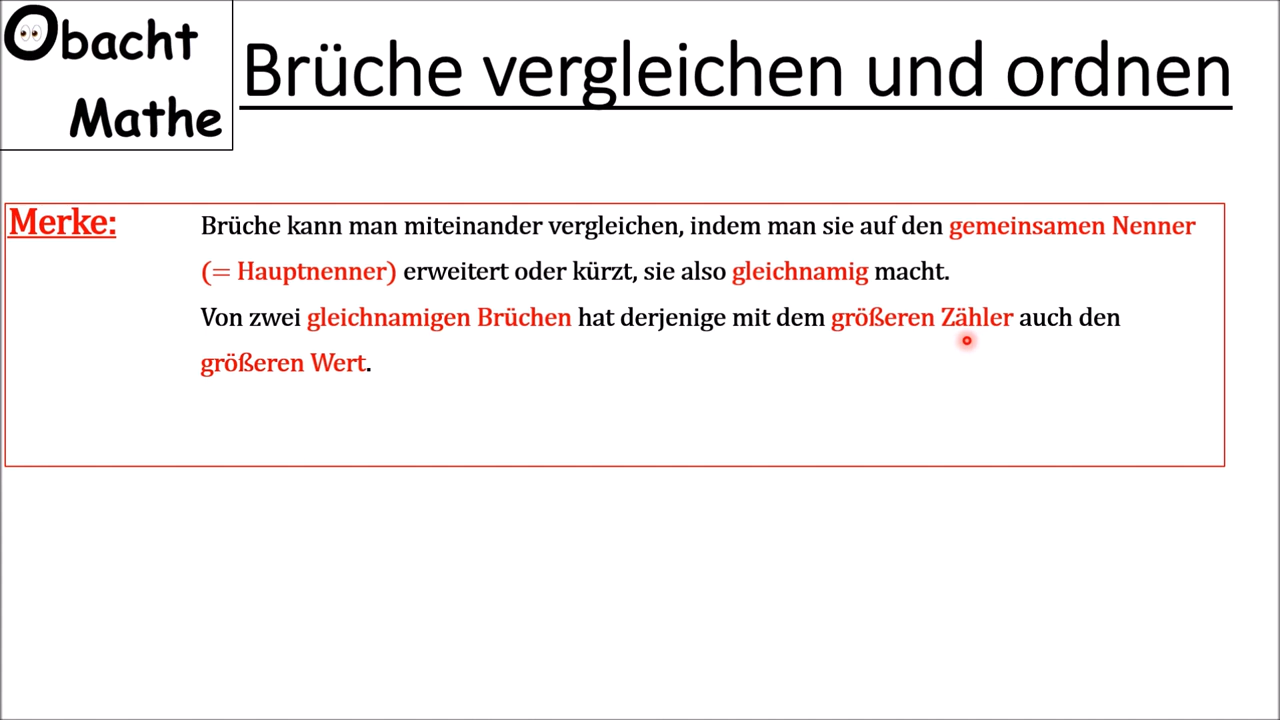 Obacht
Mathe
Brüche vergleichen und ordnen
Merke: Brüche kann man miteinander vergleichen, indem man sie auf den gemeinsamen Nenner
(= Hauptnenner) erweitert oder kürzt, sie also gleichnamig macht.
Von zwei gleichnamigen Brüchen hat derjenige mit dem größeren Zähler auch den
größeren Wert.